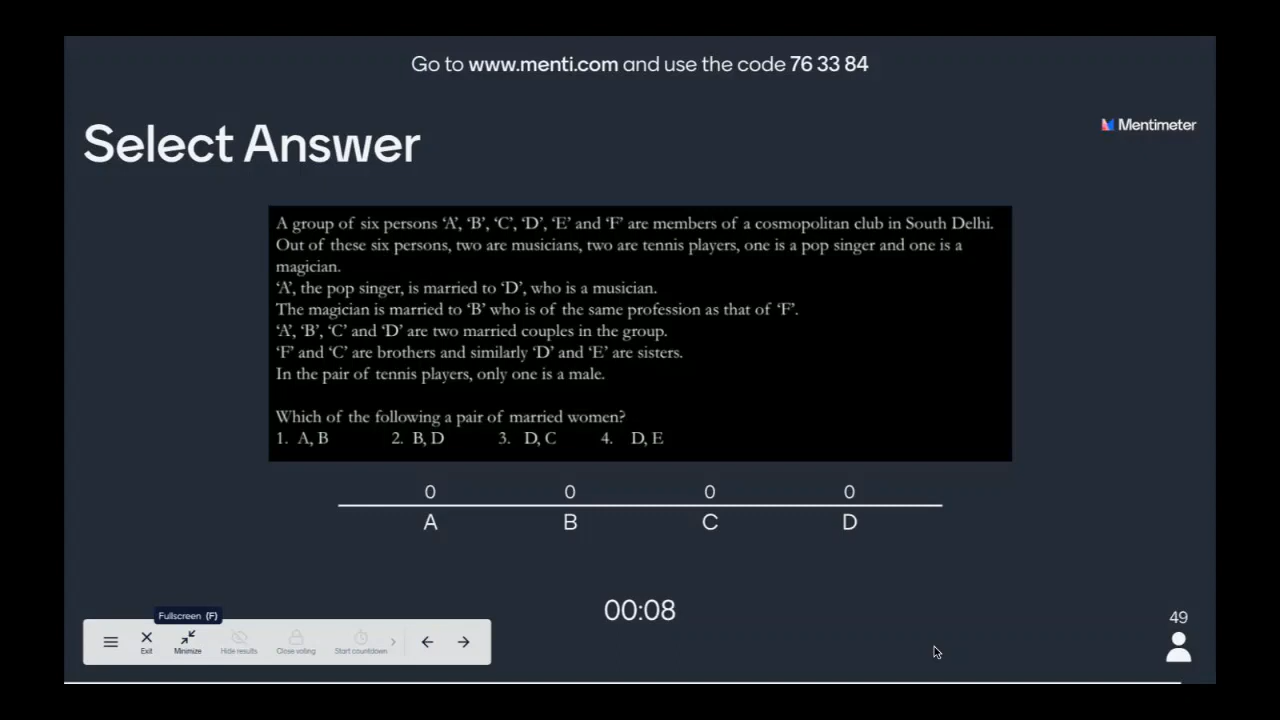 Go to www.menti.com and use the code 76 33 84
Mentimeter
Select Answer
A group of six persons ‘A’, ‘B’, ‘C’, ‘D’, ‘E’ and ‘F’ are members of a cosmopolitan club in South Delhi.
Out of these six persons, two are musicians, two are tennis players, one is a pop singer and one is a
magician.
‘A’, the pop singer, is married to ‘D’, who is a musician.
The magician is married to ‘B’ who is of the same profession as that of ‘F’.
‘A’, ‘B’, ‘C’ and ‘D’ are two married couples in the group.
‘F’ and ‘C’ are brothers and similarly ‘D’ and ‘E’ are sisters.
In the pair of tennis players, only one is a male.
Which of the following a pair of married women?
1. A, B 2. B, D 3. D, C 4. D, E
0 0 0 0
A B C D
00:08
49
Fullscreen (F)
Exit Minimize Hide results Close voting Start countdown